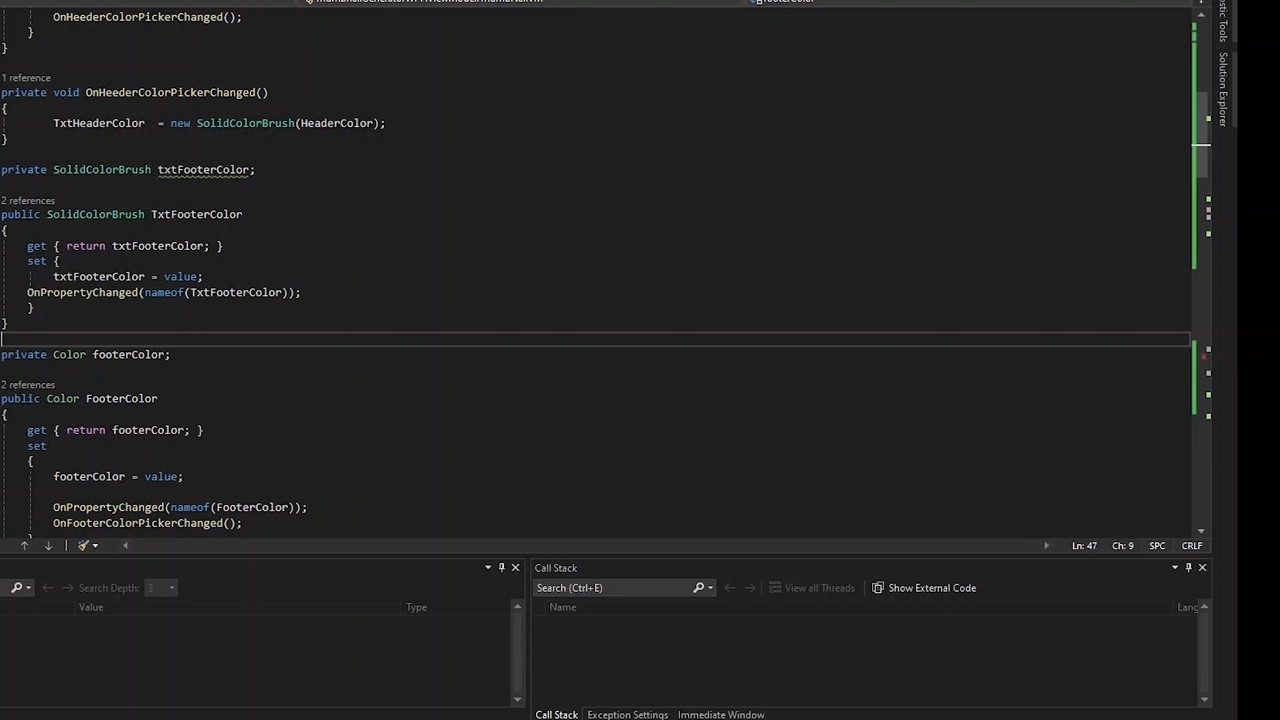 OnHeederColorPickerChanged();
}
}
1 reference
private void OnHeederColorPickerChanged()
{
TxtHeaderColor = new SolidColorBrush(HeaderColor);
}
private SolidColorBrush txtFooterColor;
2 references
public SolidColorBrush TxtFooterColor
{
get { return txtFooterColor; }
set {
txtFooterColor = value;
OnPropertyChanged(nameof(TxtFooterColor));
}
}
private Color footerColor;
2 references
public Color FooterColor
{
get { return footerColor; }
set
{
footerColor = value;
OnPropertyChanged(nameof(FooterColor));
OnFooterColorPickerChanged();
Tools
Solution Explorer
Ln: 47 Ch: 9 SPC CRLF
Search Depth: 3
Value Type
Call Stack
Search (Ctrl+E) View all Threads Show External Code
Name Lang
Call Stack Exception Settings Immediate Window